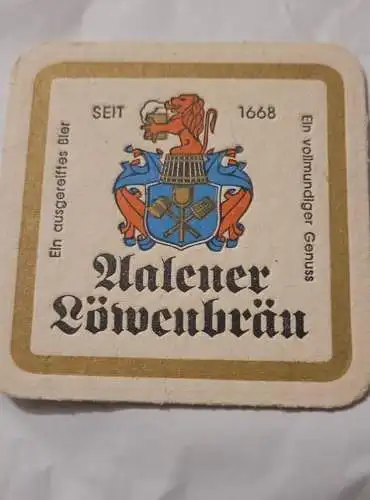 SEIT 1668
Ein ausgereiftes Bier
Ein vollmundiger Genuss
Aalener
Löwenbräu